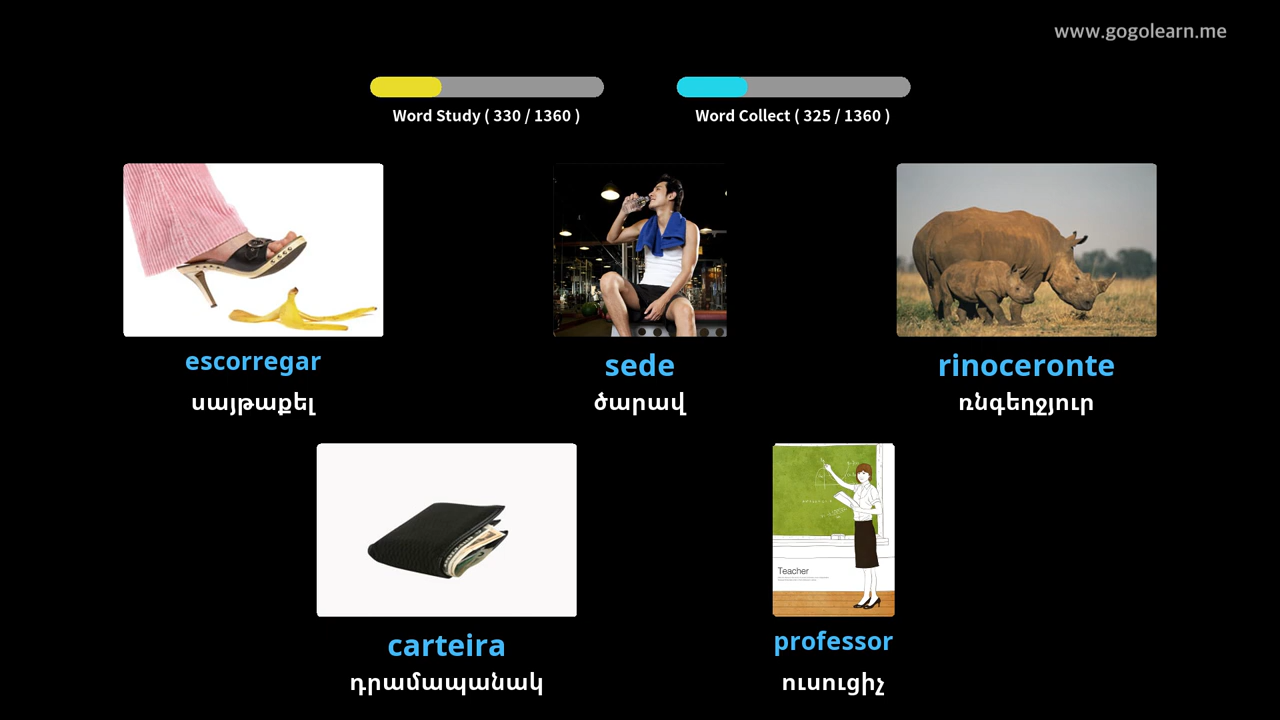 www.gogolearn.me
Word Study ( 330 / 1360 )
Word Collect ( 325 / 1360 )
escorregar
սայթաքել
sede
ծարավ
rinoceronte
ռնգեղջյուր
Teacher
carteira
դրամապանակ
professor
ուսուցիչ